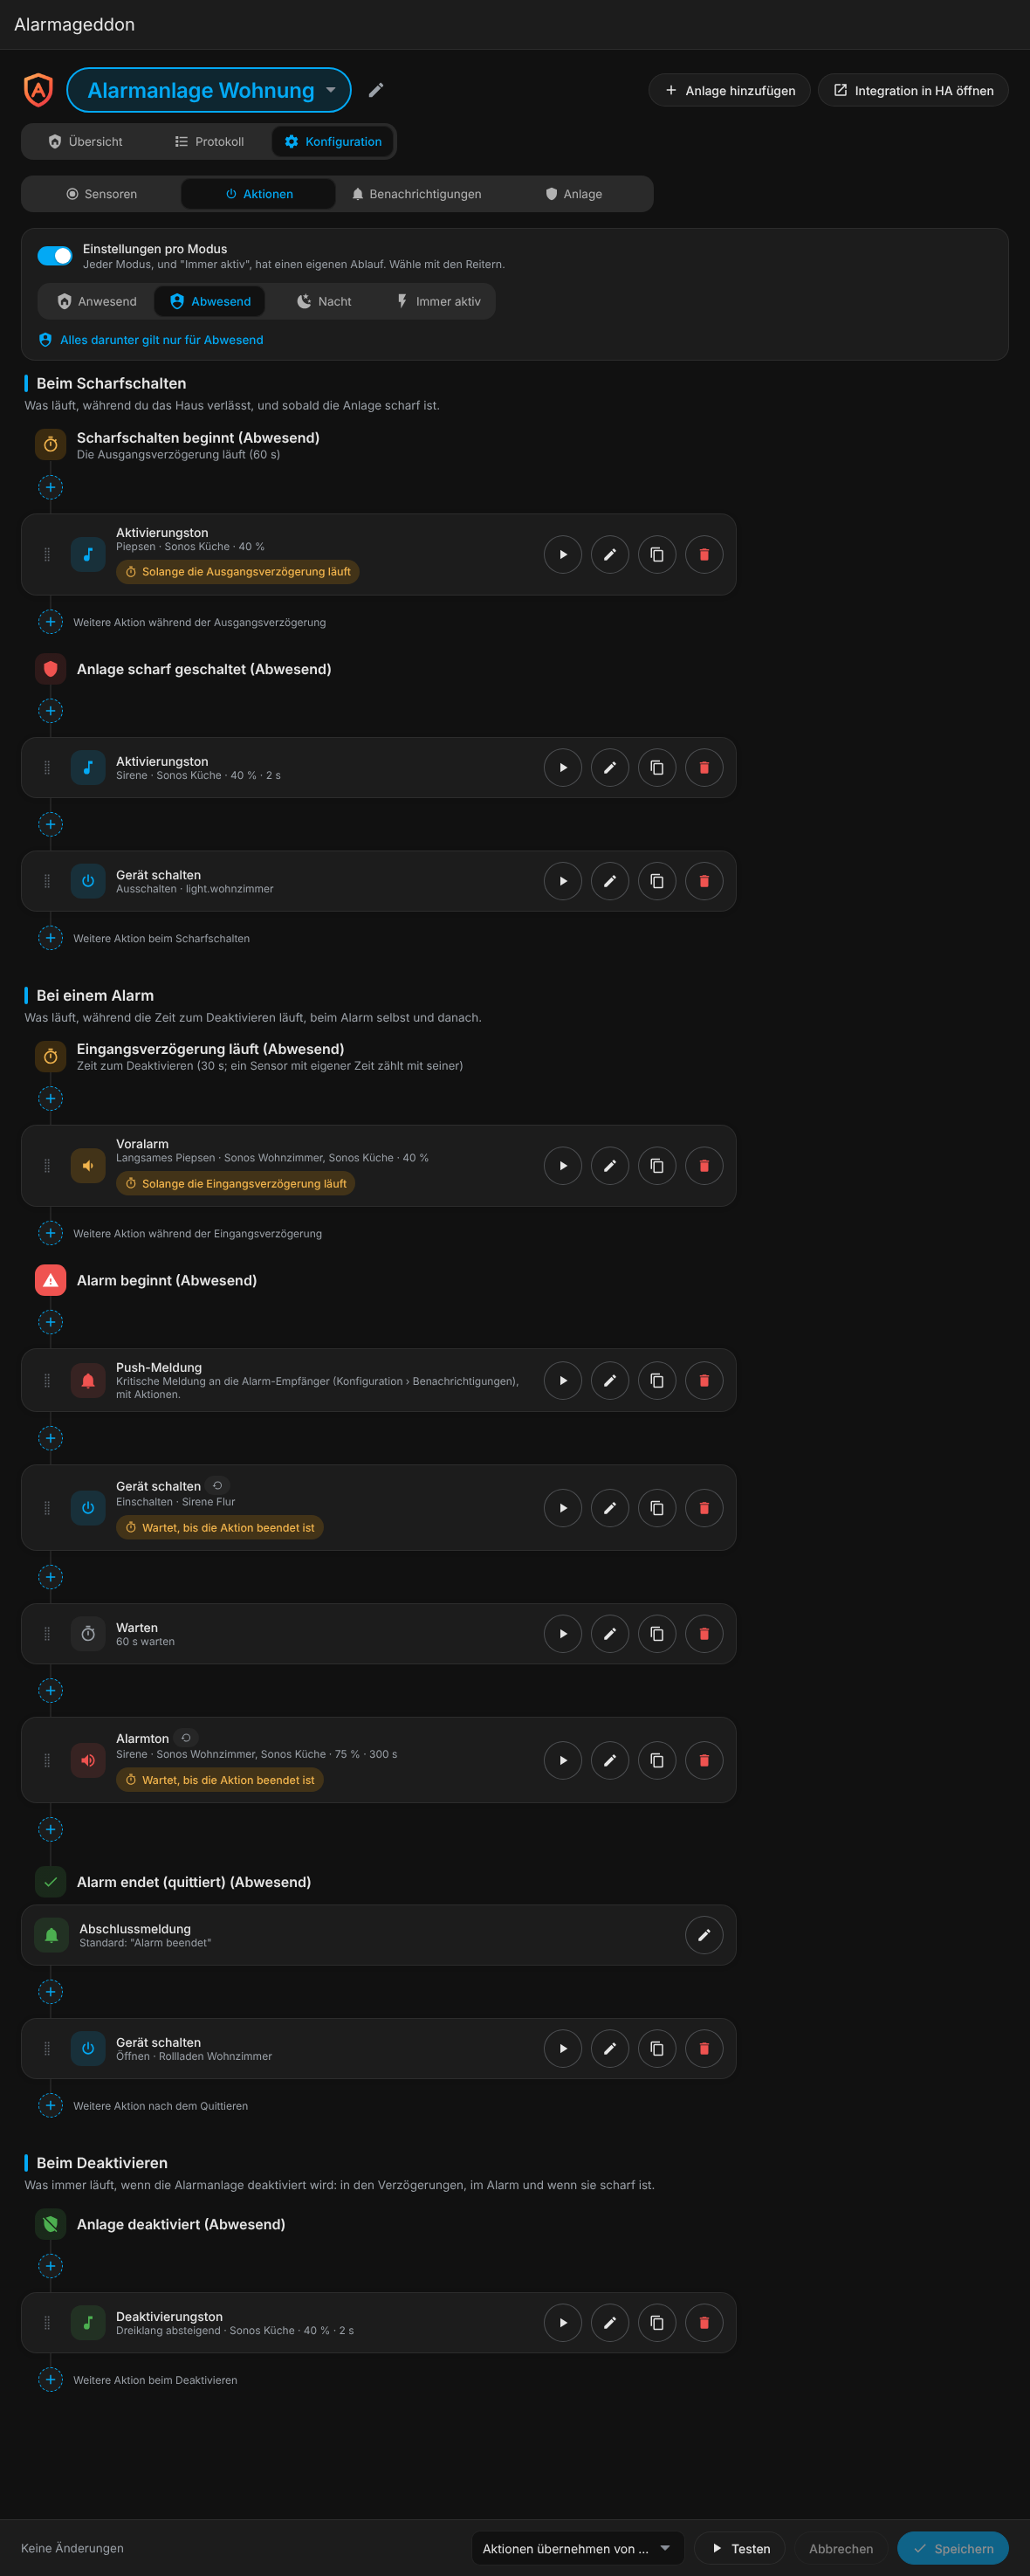 Alarmageddon
Alarmanlage Wohnung
Anlage hinzufügen
Integration in HA öffnen
Übersicht
Protokoll
Konfiguration
Sensoren
Aktionen
Benachrichtigungen
Anlage
Einstellungen pro Modus
Jeder Modus, und "Immer aktiv", hat einen eigenen Ablauf. Wähle mit den Reitern.
Anwesend
Abwesend
Nacht
Immer aktiv
Alles darunter gilt nur für Abwesend
Beim Scharfschalten
Was läuft, während du das Haus verlässt, und sobald die Anlage scharf ist.
Scharfschalten beginnt (Abwesend)
Die Ausgangsverzögerung läuft (60 s)
Aktivierungston
Piepsen · Sonos Küche · 40 %
Solange die Ausgangsverzögerung läuft
Weitere Aktion während der Ausgangsverzögerung
Anlage scharf geschaltet (Abwesend)
Aktivierungston
Sirene · Sonos Küche · 40 % · 2 s
Gerät schalten
Ausschalten · light.wohnzimmer
Weitere Aktion beim Scharfschalten
Bei einem Alarm
Was läuft, während die Zeit zum Deaktivieren läuft, beim Alarm selbst und danach.
Eingangsverzögerung läuft (Abwesend)
Zeit zum Deaktivieren (30 s; ein Sensor mit eigener Zeit zählt mit seiner)
Voralarm
Langsames Piepsen · Sonos Wohnzimmer, Sonos Küche · 40 %
Solange die Eingangsverzögerung läuft
Weitere Aktion während der Eingangsverzögerung
Alarm beginnt (Abwesend)
Push-Meldung
Kritische Meldung an die Alarm-Empfänger (Konfiguration › Benachrichtigungen),
mit Aktionen.
Gerät schalten
Einschalten · Sirene Flur
Wartet, bis die Aktion beendet ist
Warten
60 s warten
Alarmton
Sirene · Sonos Wohnzimmer, Sonos Küche · 75 % · 300 s
Wartet, bis die Aktion beendet ist
Alarm endet (quittiert) (Abwesend)
Abschlussmeldung
Standard: "Alarm beendet"
Gerät schalten
Öffnen · Rollladen Wohnzimmer
Weitere Aktion nach dem Quittieren
Beim Deaktivieren
Was immer läuft, wenn die Alarmanlage deaktiviert wird: in den Verzögerungen, im Alarm und wenn sie scharf ist.
Anlage deaktiviert (Abwesend)
Deaktivierungston
Dreiklang absteigend · Sonos Küche · 40 % · 2 s
Weitere Aktion beim Deaktivieren
Keine Änderungen
Aktionen übernehmen von ...
Testen
Abbrechen
Speichern